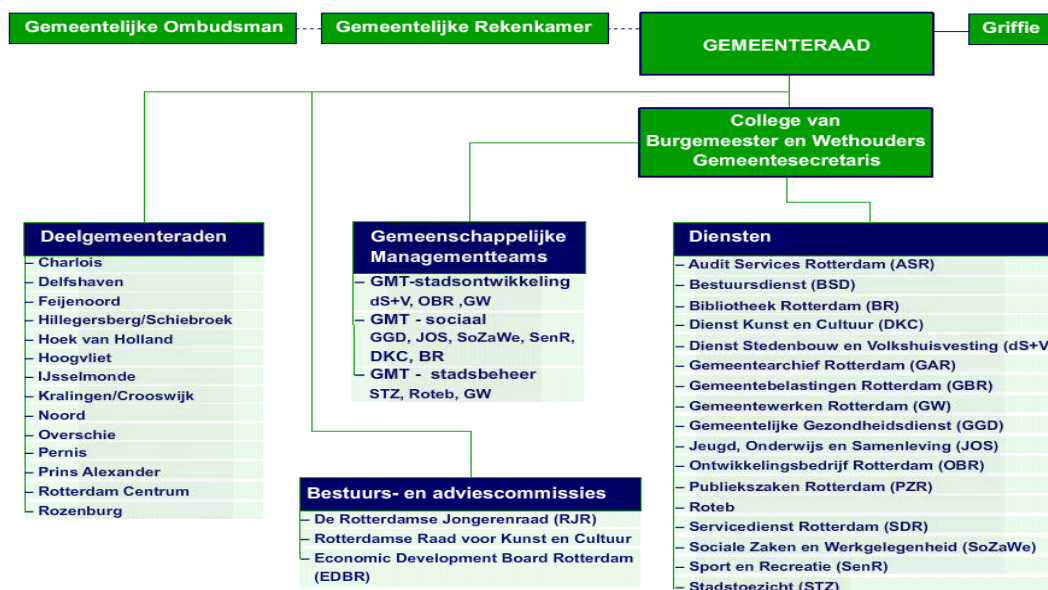 Gemeentelijke Ombudsman
Gemeentelijke Rekenkamer
GEMEENTERAAD
Griffie
College van
Burgemeester en Wethouders
Gemeentesecretaris
Deelgemeenteraden
– Charlois
– Delfshaven
– Feijenoord
– Hillegersberg/Schiebroek
– Hoek van Holland
– Hoogvliet
– IJsselmonde
– Kralingen/Crooswijk
– Noord
– Overschie
– Pernis
– Prins Alexander
– Rotterdam Centrum
– Rozenburg
Gemeenschappelijke
Managementteams
– GMT-stadsontwikkeling
dS+V, OBR ,GW
– GMT - sociaal
GGD, JOS, SoZaWe, SenR,
DKC, BR
– GMT - stadsbeheer
STZ, Roteb, GW
Bestuurs- en adviescommissies
– De Rotterdamse Jongerenraad (RJR)
– Rotterdamse Raad voor Kunst en Cultuur
– Economic Development Board Rotterdam
(EDBR)
Diensten
– Audit Services Rotterdam (ASR)
– Bestuursdienst (BSD)
– Bibliotheek Rotterdam (BR)
– Dienst Kunst en Cultuur (DKC)
– Dienst Stedenbouw en Volkshuisvesting (dS+V
– Gemeentearchief Rotterdam (GAR)
– Gemeentebelastingen Rotterdam (GBR)
– Gemeentewerken Rotterdam (GW)
– Gemeentelijke Gezondheidsdienst (GGD)
– Jeugd, Onderwijs en Samenleving (JOS)
– Ontwikkelingsbedrijf Rotterdam (OBR)
– Publiekszaken Rotterdam (PZR)
– Roteb
– Servicedienst Rotterdam (SDR)
– Sociale Zaken en Werkgelegenheid (SoZaWe)
– Sport en Recreatie (SenR)
– Stadstoezicht (STZ)